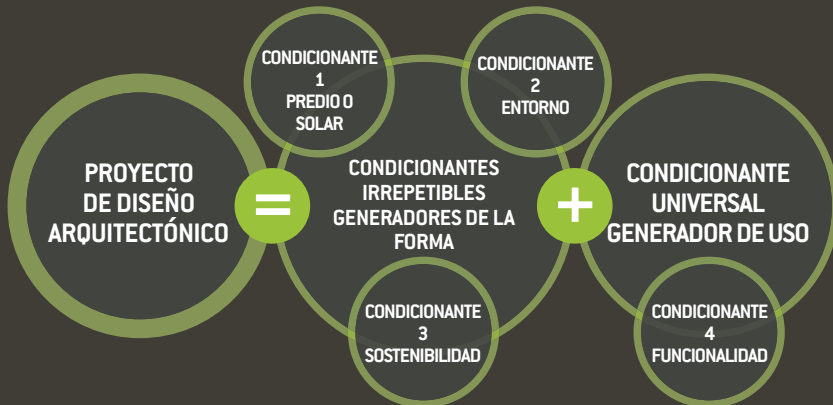 PROYECTO
DE DISEÑO
ARQUITECTÓNICO
=
CONDICIONANTE
1
PREDIO O
SOLAR
CONDICIONANTE
2
ENTORNO
CONDICIONANTES
IRREPETIBLES
GENERADORES DE LA
FORMA
CONDICIONANTE
3
SOSTENIBILIDAD
+
CONDICIONANTE
UNIVERSAL
GENERADOR DE USO
CONDICIONANTE
4
FUNCIONALIDAD